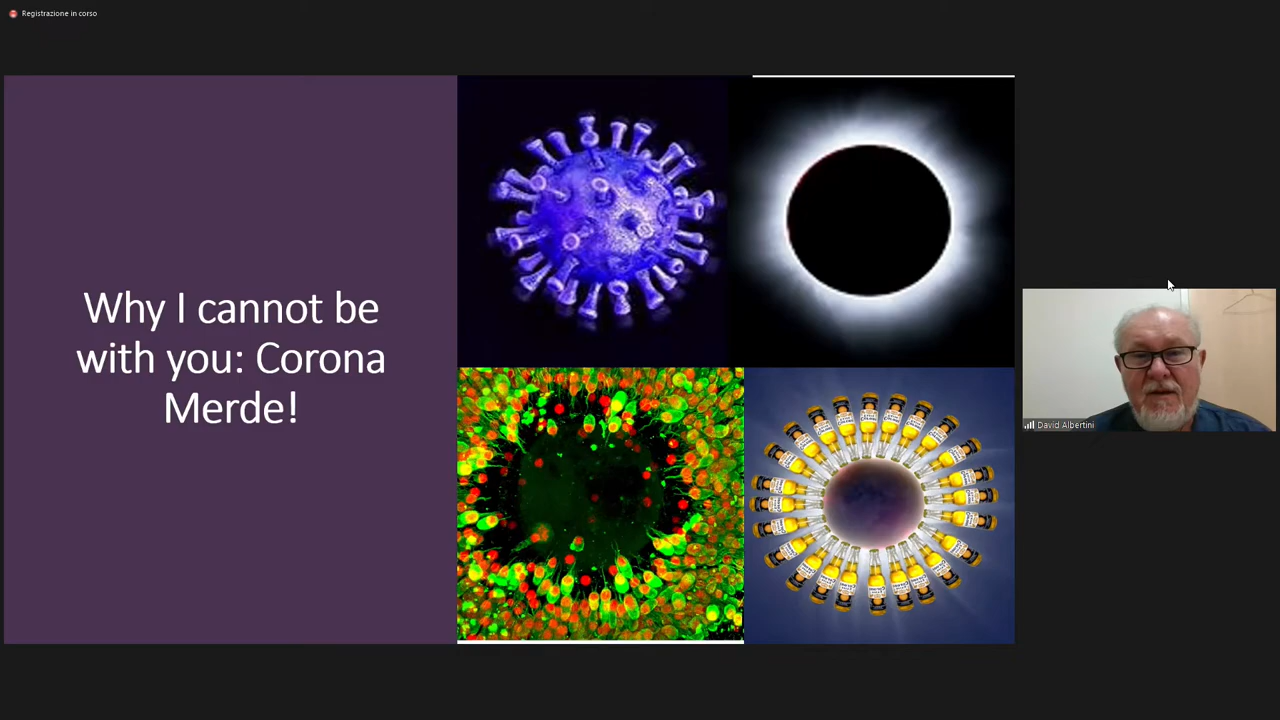 Registrazione in corso
Why I cannot be
with you: Corona
Merde!
David Albertini